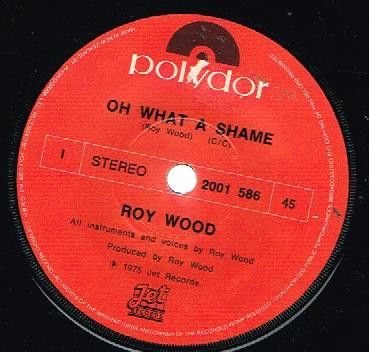 polydor
OH WHAT A SHAME
(Roy Wood) (C/C)
I STEREO 2001 586 45
ROY WOOD
All instruments and voices by Roy Wood
Produced by Roy Wood
℗ 1975 Jet Records
Jet
RECORDS